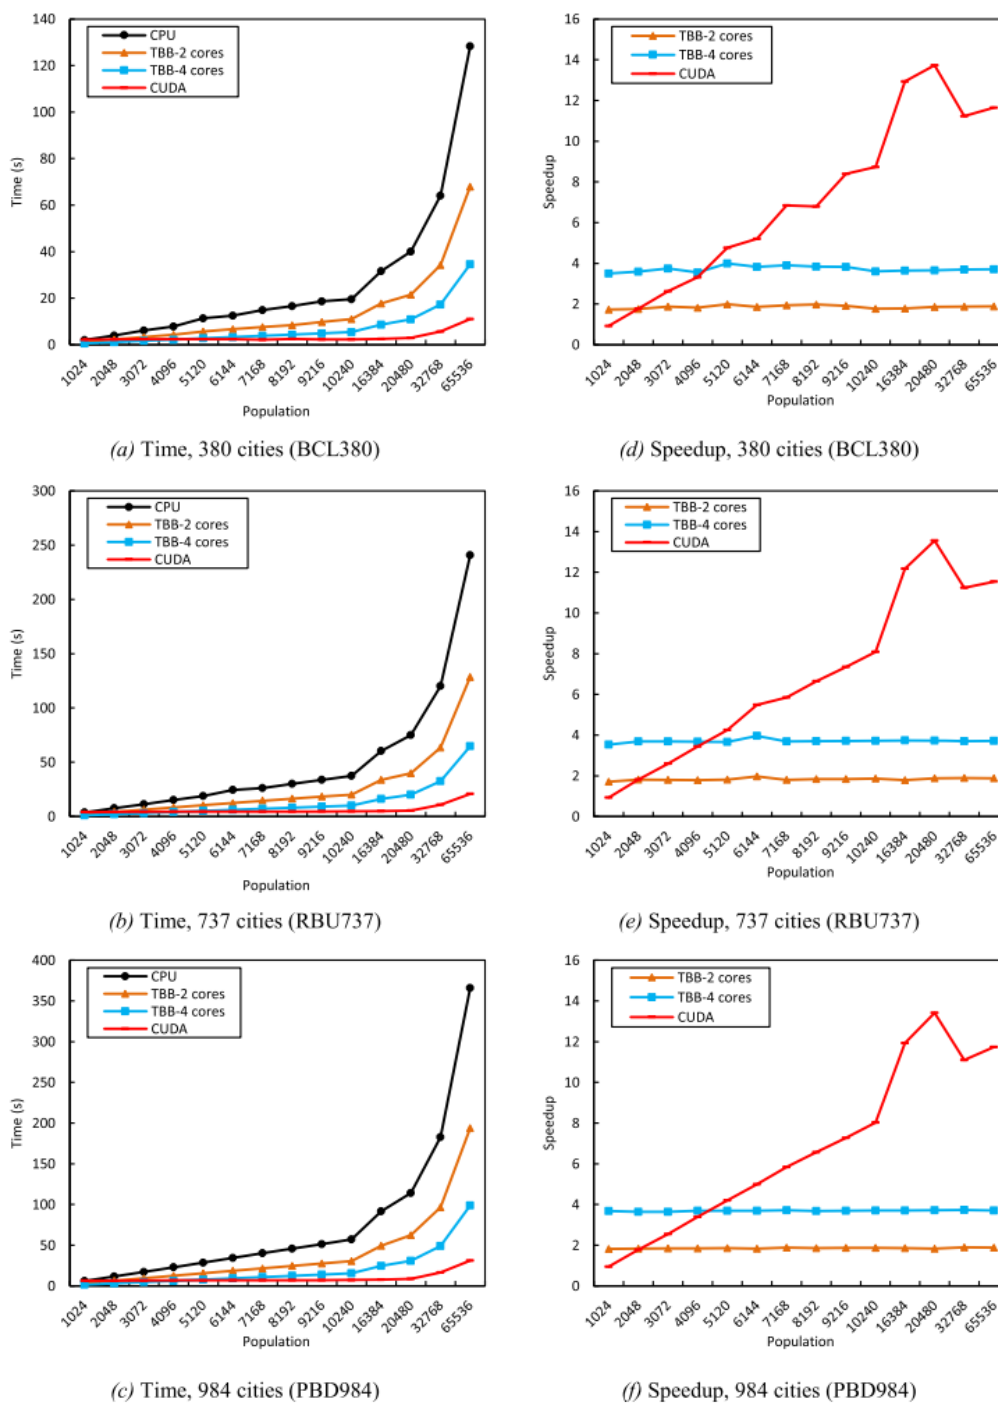 140
120
100
80
60
40
20
0
Time (s)
CPU
TBB-2 cores
TBB-4 cores
CUDA
1024 2048 3072 4096 5120 6144 7168 8192 9216 10240 16384 20480 32768 65536
Population
(a) Time, 380 cities (BCL380)
16
14
12
10
8
6
4
2
0
Speedup
TBB-2 cores
TBB-4 cores
CUDA
1024 2048 3072 4096 5120 6144 7168 8192 9216 10240 16384 20480 32768 65536
Population
(d) Speedup, 380 cities (BCL380)
300
250
200
150
100
50
0
Time (s)
CPU
TBB-2 cores
TBB-4 cores
CUDA
1024 2048 3072 4096 5120 6144 7168 8192 9216 10240 16384 20480 32768 65536
Population
(b) Time, 737 cities (RBU737)
16
14
12
10
8
6
4
2
0
Speedup
TBB-2 cores
TBB-4 cores
CUDA
1024 2048 3072 4096 5120 6144 7168 8192 9216 10240 16384 20480 32768 65536
Population
(e) Speedup, 737 cities (RBU737)
400
350
300
250
200
150
100
50
0
Time (s)
CPU
TBB-2 cores
TBB-4 cores
CUDA
1024 2048 3072 4096 5120 6144 7168 8192 9216 10240 16384 20480 32768 65536
Population
(c) Time, 984 cities (PBD984)
16
14
12
10
8
6
4
2
0
Speedup
TBB-2 cores
TBB-4 cores
CUDA
1024 2048 3072 4096 5120 6144 7168 8192 9216 10240 16384 20480 32768 65536
Population
(f) Speedup, 984 cities (PBD984)